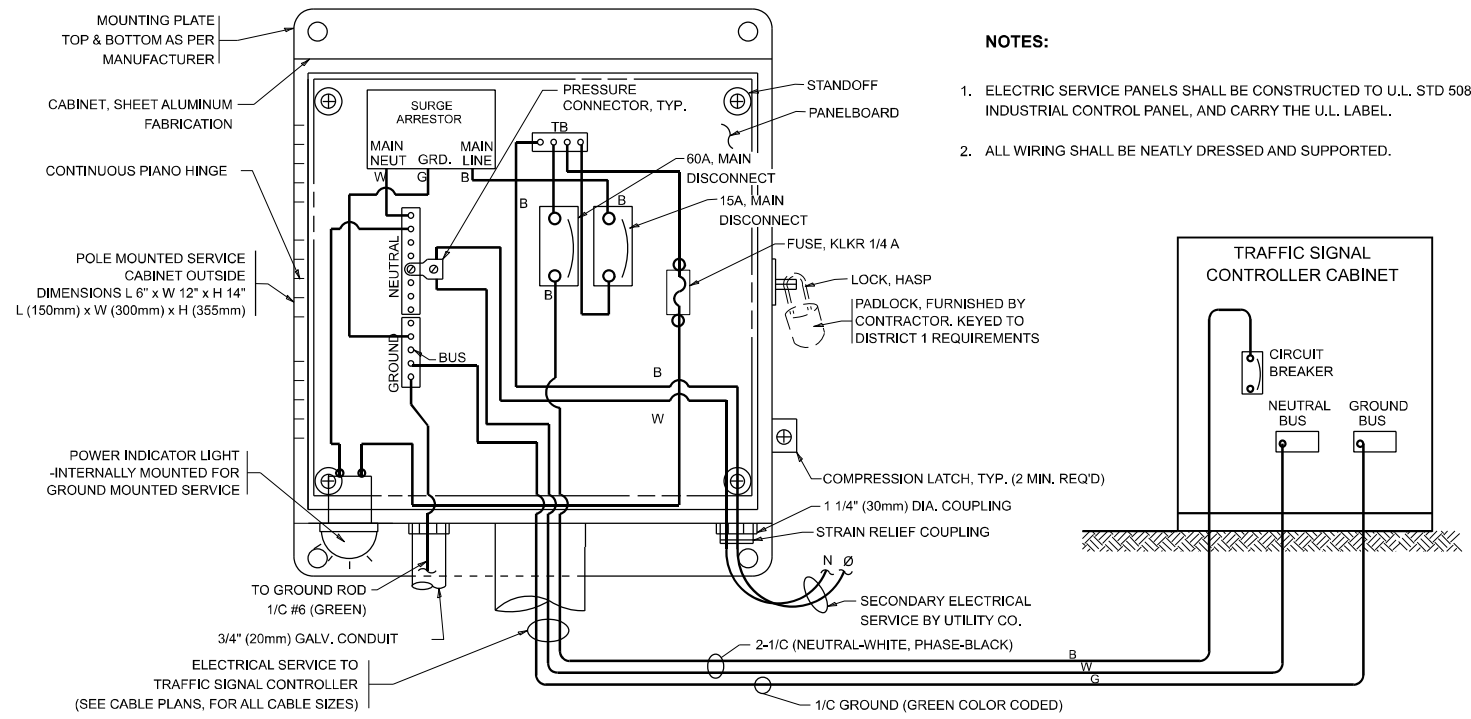 MOUNTING PLATE
TOP & BOTTOM AS PER
MANUFACTURER
CABINET, SHEET ALUMINUM
FABRICATION
CONTINUOUS PIANO HINGE
POLE MOUNTED SERVICE
CABINET OUTSIDE
DIMENSIONS L 6" x W 12" x H 14"
L (150mm) x W (300mm) x H (355mm)
POWER INDICATOR LIGHT
-INTERNALLY MOUNTED FOR
GROUND MOUNTED SERVICE
TO GROUND ROD
1/C #6 (GREEN)
3/4" (20mm) GALV. CONDUIT
ELECTRICAL SERVICE TO
TRAFFIC SIGNAL CONTROLLER
(SEE CABLE PLANS, FOR ALL CABLE SIZES)
SURGE
ARRESTOR
MAIN
NEUT
GRD.
MAIN
LINE
W
G
B
PRESSURE
CONNECTOR, TYP.
TB
STANDOFF
PANELBOARD
60A, MAIN
DISCONNECT
15A, MAIN
DISCONNECT
B
B
B
FUSE, KLKR 1/4 A
LOCK, HASP
PADLOCK, FURNISHED BY
CONTRACTOR. KEYED TO
DISTRICT 1 REQUIREMENTS
NEUTRAL
GROUND
BUS
B
W
COMPRESSION LATCH, TYP. (2 MIN. REQ'D)
1 1/4" (30mm) DIA. COUPLING
STRAIN RELIEF COUPLING
N Ø
SECONDARY ELECTRICAL
SERVICE BY UTILITY CO.
2-1/C (NEUTRAL-WHITE, PHASE-BLACK)
B
W
G
1/C GROUND (GREEN COLOR CODED)
NOTES:
1. ELECTRIC SERVICE PANELS SHALL BE CONSTRUCTED TO U.L. STD 508
INDUSTRIAL CONTROL PANEL, AND CARRY THE U.L. LABEL.
2. ALL WIRING SHALL BE NEATLY DRESSED AND SUPPORTED.
TRAFFIC SIGNAL
CONTROLLER CABINET
CIRCUIT
BREAKER
NEUTRAL
BUS
GROUND
BUS